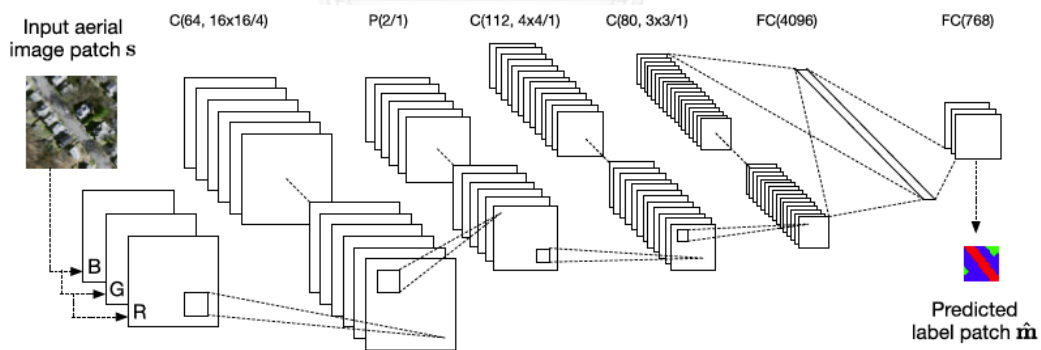 Input aerial
image patch s
C(64, 16x16/4)
P(2/1)
C(112, 4x4/1)
C(80, 3x3/1)
FC(4096)
FC(768)
B
G
R
Predicted
label patch m̂